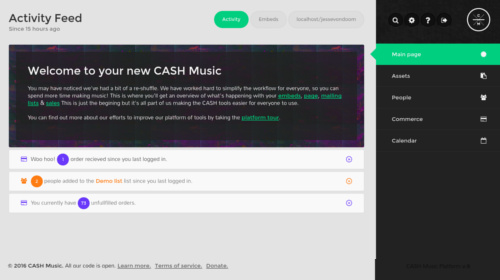 Activity Feed
Since 15 hours ago
Activity
Embeds
localhost/jessevondoom
Main page
Assets
People
Commerce
Calendar
Welcome to your new CASH Music
You may have noticed we've had a bit of a re-shuffle. We have worked hard to simplify the workflow for everyone, so you can
spend more time making music! This is where you'll get an overview of what's happening with your embeds, page, mailing
lists & sales This is just the begining but it's all part of us making the CASH tools easier for everyone to use.
You can find out more about our efforts to improve our platform of tools by taking the platform tour.
Woo hoo! 1 order recieved since you last logged in.
people added to the Demo list list since you last logged in.
You currently have 75 unfulfilled orders.
© 2016 CASH Music. All our code is open. Learn more. Terms of service. Donate.